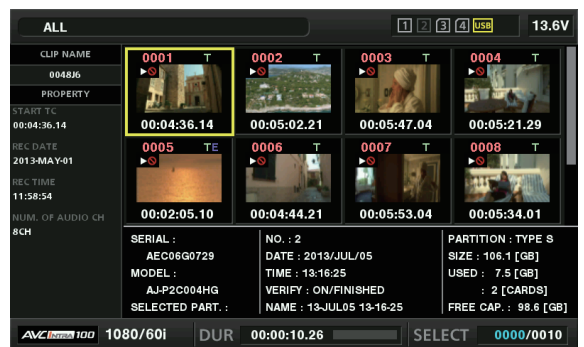 ALL
1 2 3 4 USB
13.6V
CLIP NAME
0048J6
PROPERTY
START TC
00:04:36.14
REC DATE
2013-MAY-01
REC TIME
11:58:54
NUM. OF AUDIO CH
8CH
0001 T
00:04:36.14
0002 T
00:05:02.21
0003 T
00:05:47.04
0004 T
00:05:21.29
0005 TE
00:02:05.10
0006 T
00:04:44.21
0007 T
00:05:53.04
0008 T
00:05:34.01
SERIAL :
AEC06G0729
MODEL :
AJ-P2C004HG
SELECTED PART. :
NO. : 2
DATE : 2013/JUL/05
TIME : 13:16:25
VERIFY : ON/FINISHED
NAME : 13-JUL05 13-16-25
PARTITION : TYPE S
SIZE : 106.1 [GB]
USED : 7.5 [GB]
: 2 [CARDS]
FREE CAP. : 98.6 [GB]
AVC INTRA 100
1080/60i
DUR 00:00:10.26
SELECT 0000/0010